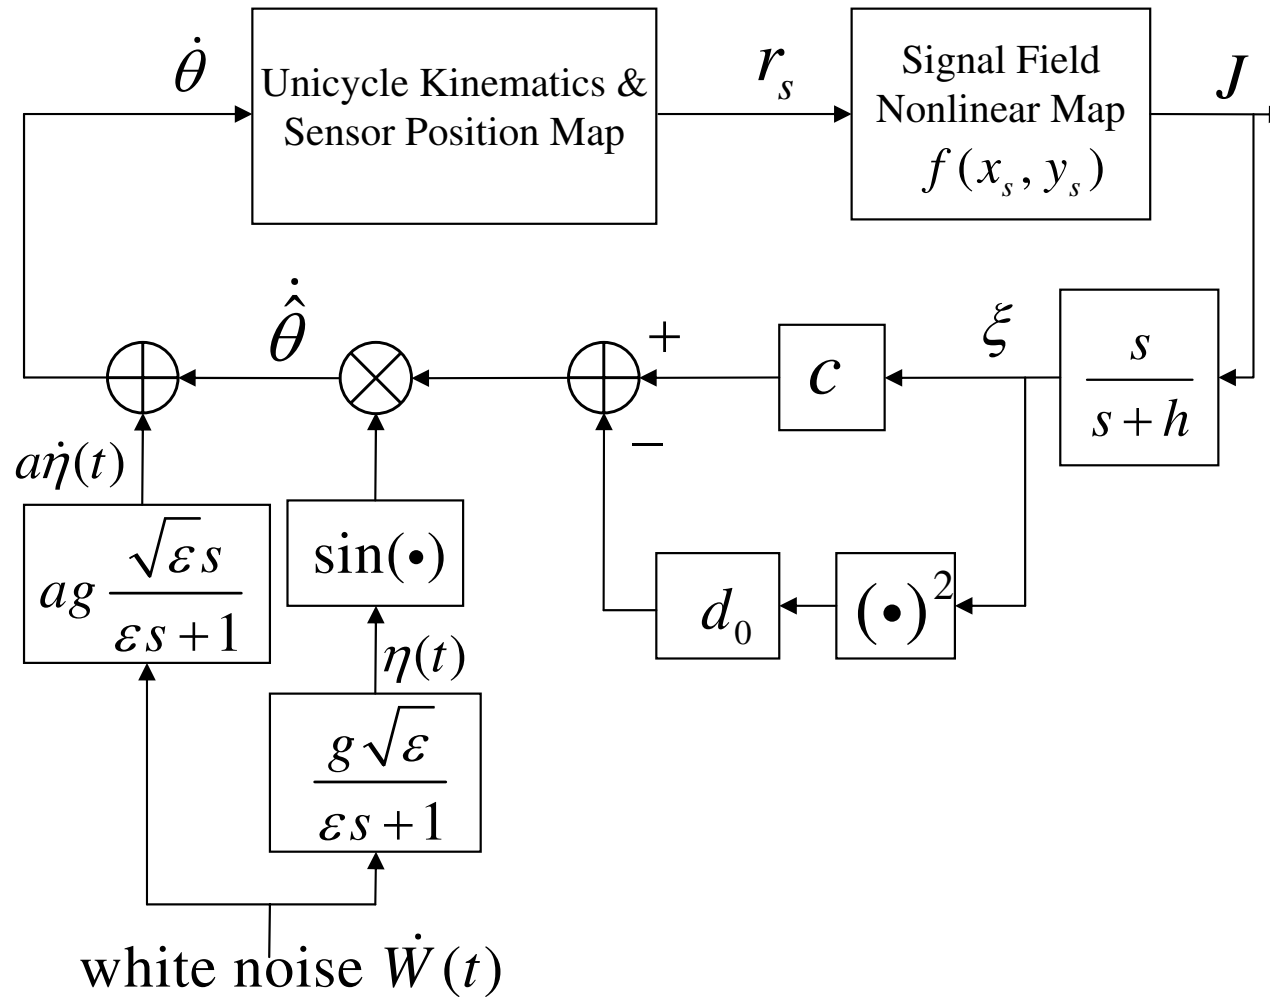 θ̇
Unicycle Kinematics &
Sensor Position Map
r_s
Signal Field
Nonlinear Map
f(x_s, y_s)
J
θ̂̇
+
−
c
ξ
s
s+h
aη̇(t)
ag √ε s
εs+1
sin(•)
d_0
(•)^2
η(t)
g√ε
εs+1
white noise Ẇ(t)